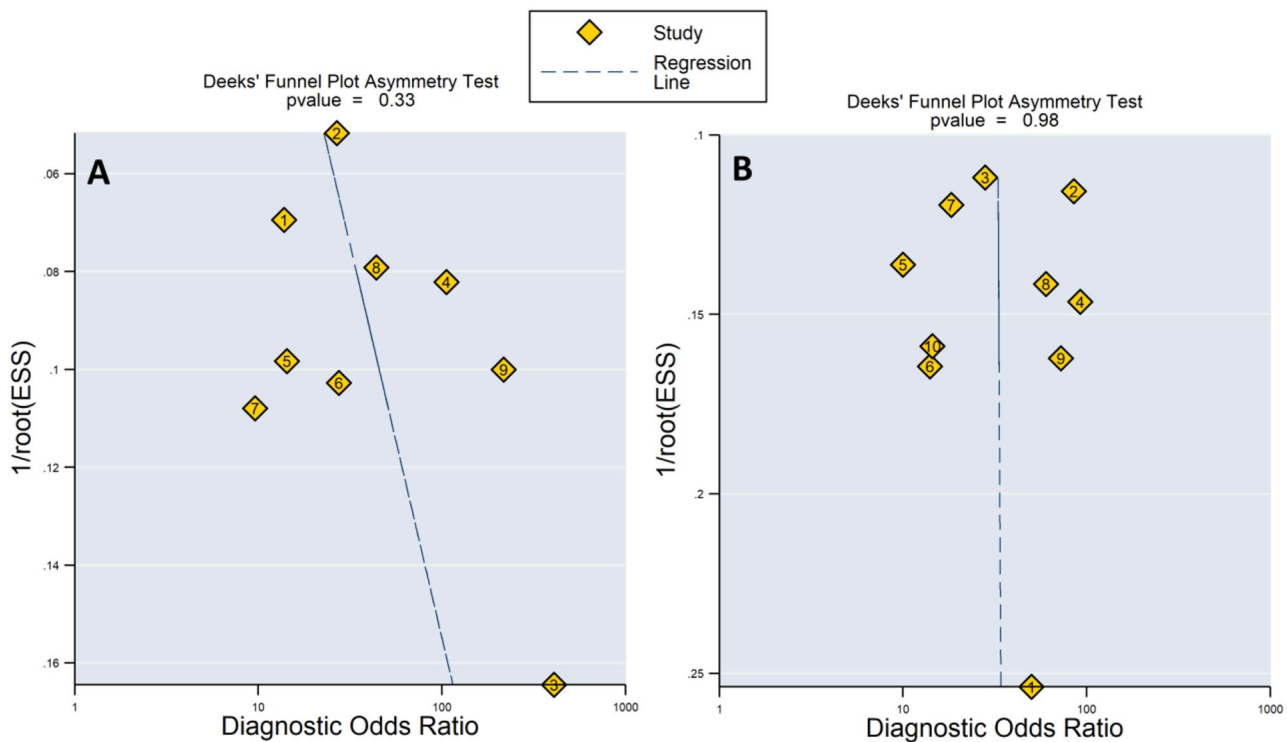 Study
Regression
Line
Deeks' Funnel Plot Asymmetry Test
pvalue = 0.33
A
2
1
8
4
5
9
6
7
3
.06
.08
.1
.12
.14
.16
1/root(ESS)
1
10
100
1000
Diagnostic Odds Ratio
Deeks' Funnel Plot Asymmetry Test
pvalue = 0.98
B
3
2
7
5
8
4
10
9
6
1
.1
.15
.2
.25
1/root(ESS)
1
10
100
1000
Diagnostic Odds Ratio